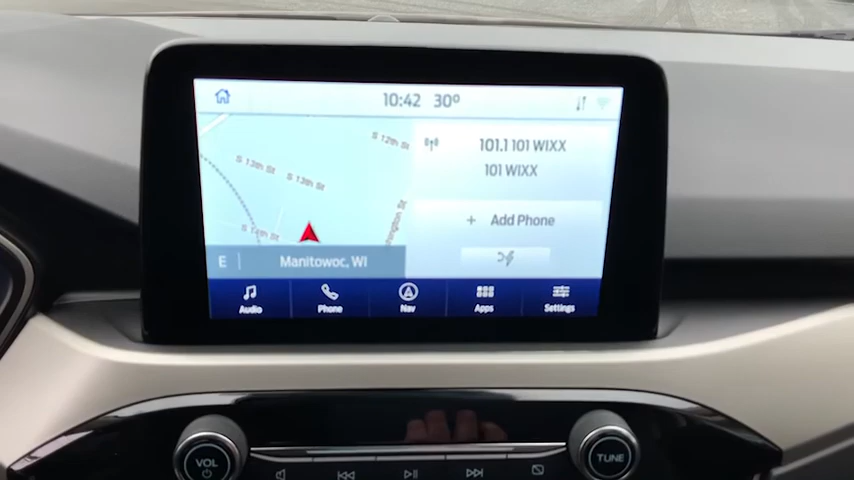 10:42 30°
S 12th St
S 13th St
S 13th St
S 14th St
101.1 101 WIXX
101 WIXX
+ Add Phone
E Manitowoc, WI
Audio Phone Nav Apps Settings
VOL
TUNE